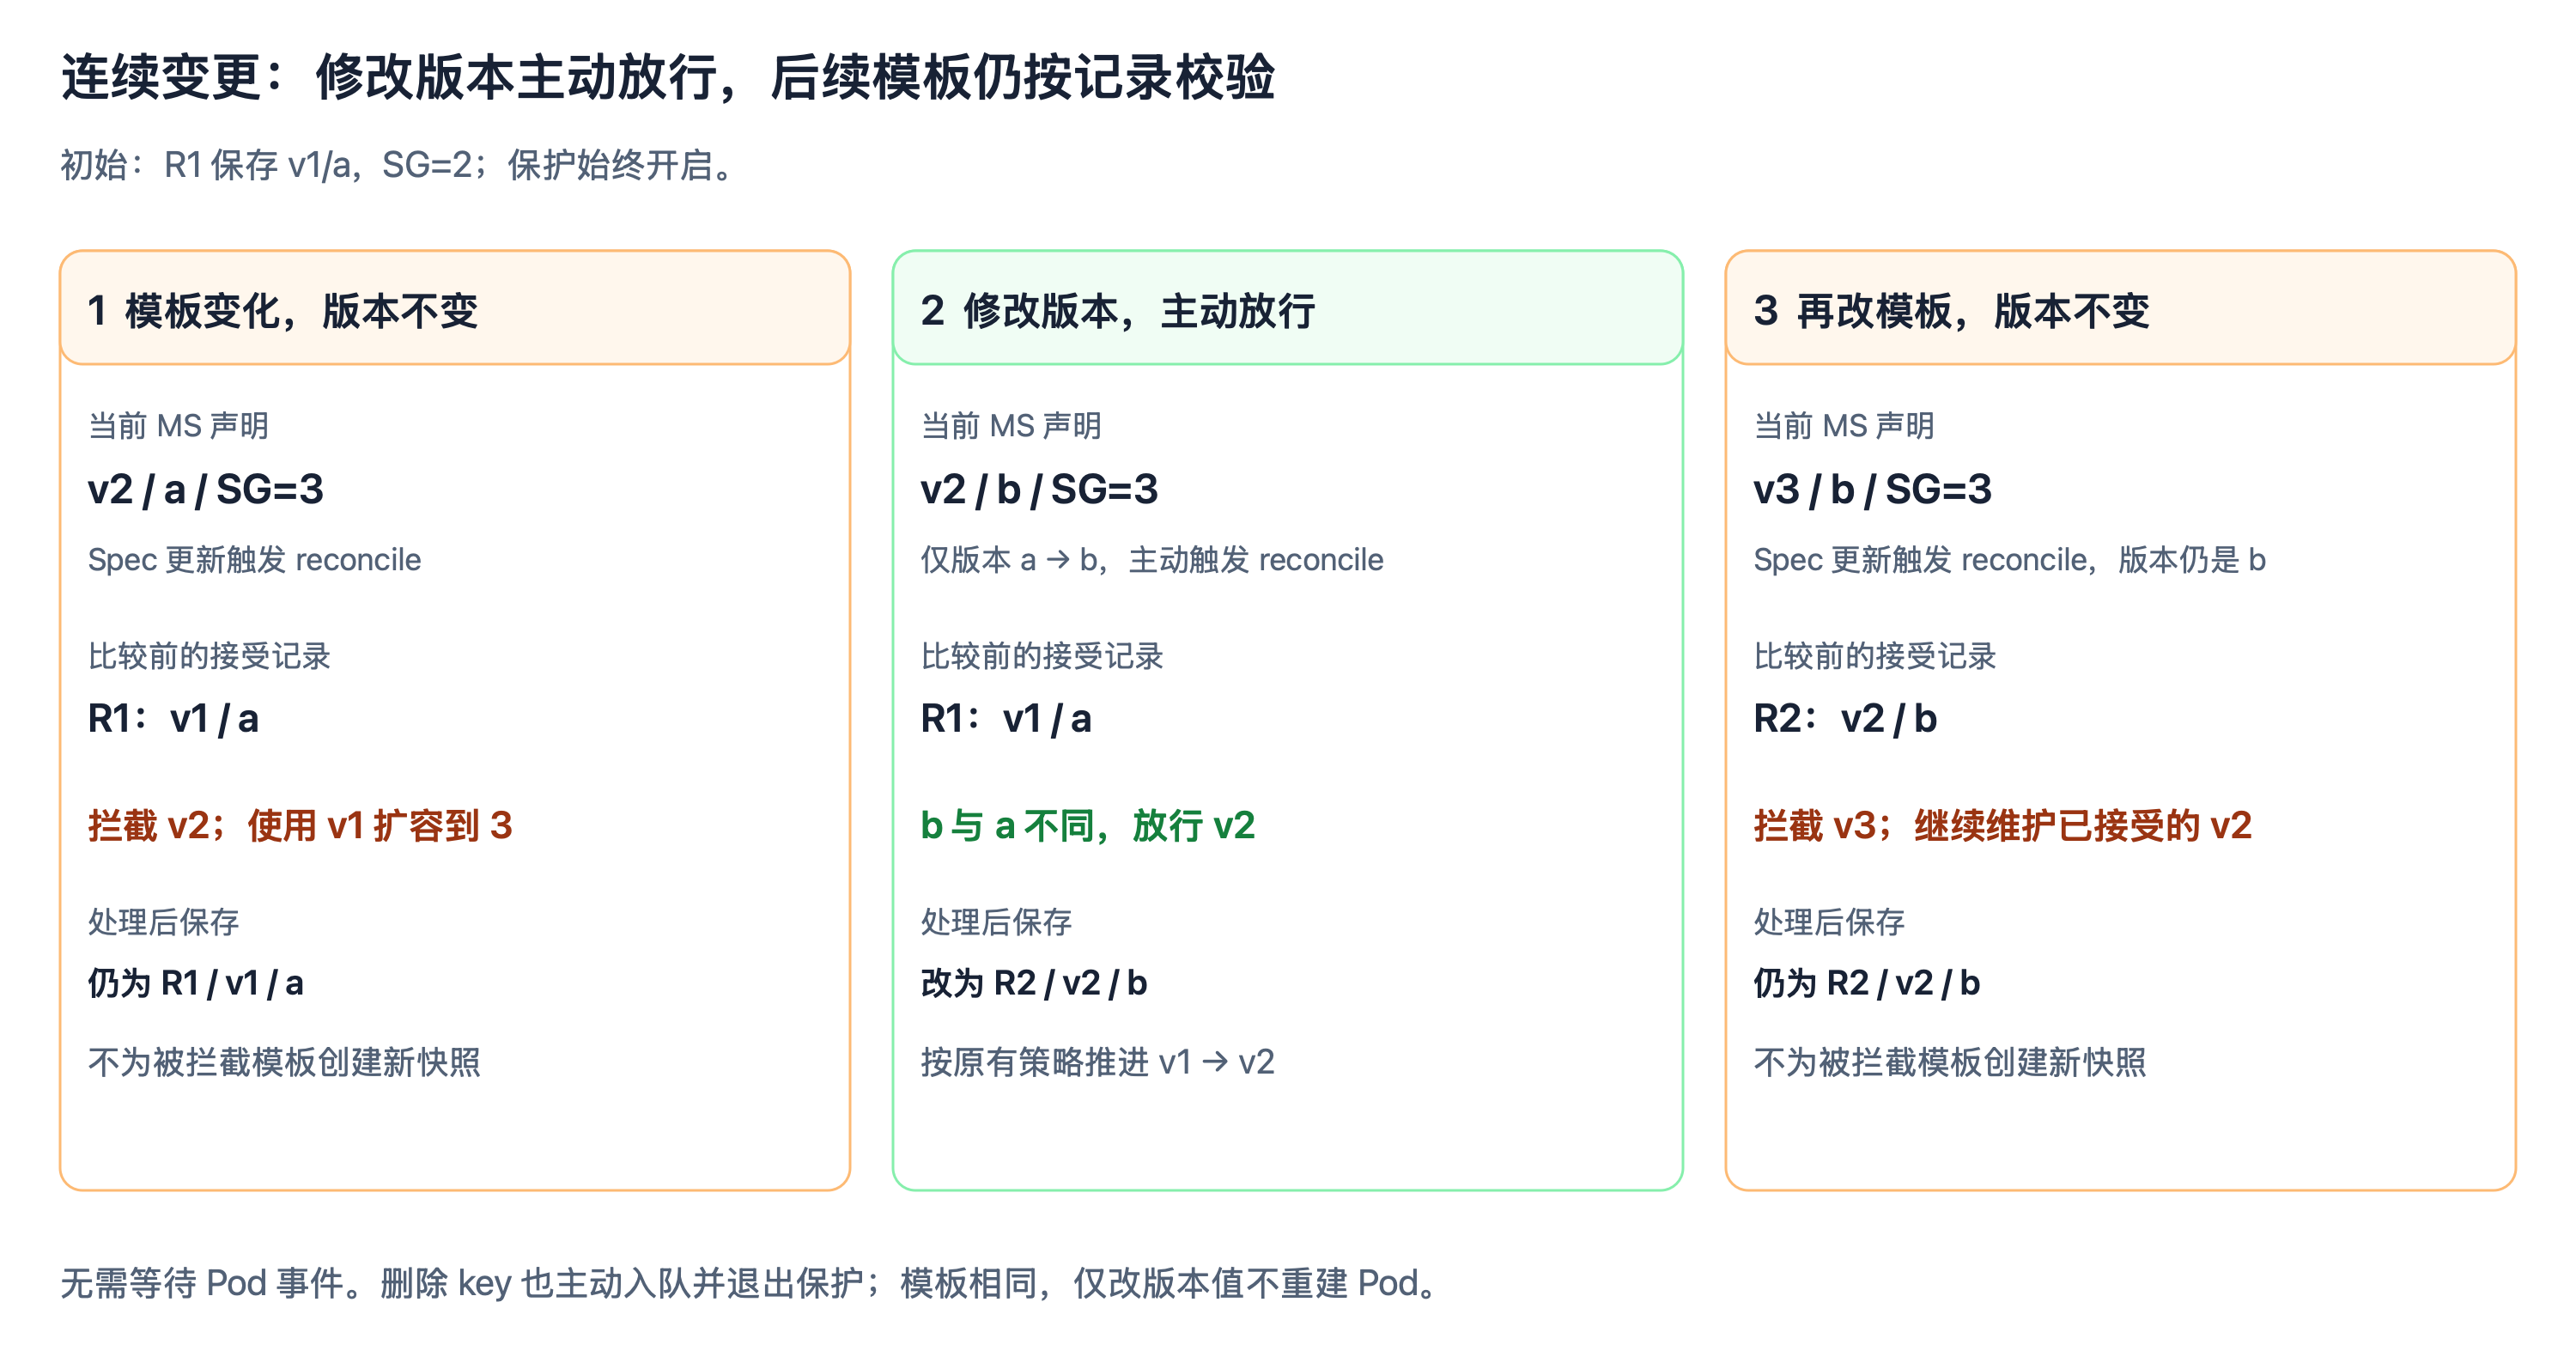 连续变更：修改版本主动放行，后续模板仍按记录校验
初始：R1 保存 v1/a，SG=2；保护始终开启。
1 模板变化，版本不变
当前 MS 声明
v2 / a / SG=3
Spec 更新触发 reconcile
比较前的接受记录
R1： v1 / a
拦截 v2；使用 v1 扩容到 3
处理后保存
仍为 R1 / v1 / a
不为被拦截模板创建新快照
2 修改版本，主动放行
当前 MS 声明
v2 / b / SG=3
仅版本 a → b，主动触发 reconcile
比较前的接受记录
R1： v1 / a
b 与 a 不同，放行 v2
处理后保存
改为 R2 / v2 / b
按原有策略推进 v1 → v2
3 再改模板，版本不变
当前 MS 声明
v3 / b / SG=3
Spec 更新触发 reconcile，版本仍是 b
比较前的接受记录
R2： v2 / b
拦截 v3；继续维护已接受的 v2
处理后保存
仍为 R2 / v2 / b
不为被拦截模板创建新快照
无需等待 Pod 事件。删除 key 也主动入队并退出保护；模板相同，仅改版本值不重建 Pod。